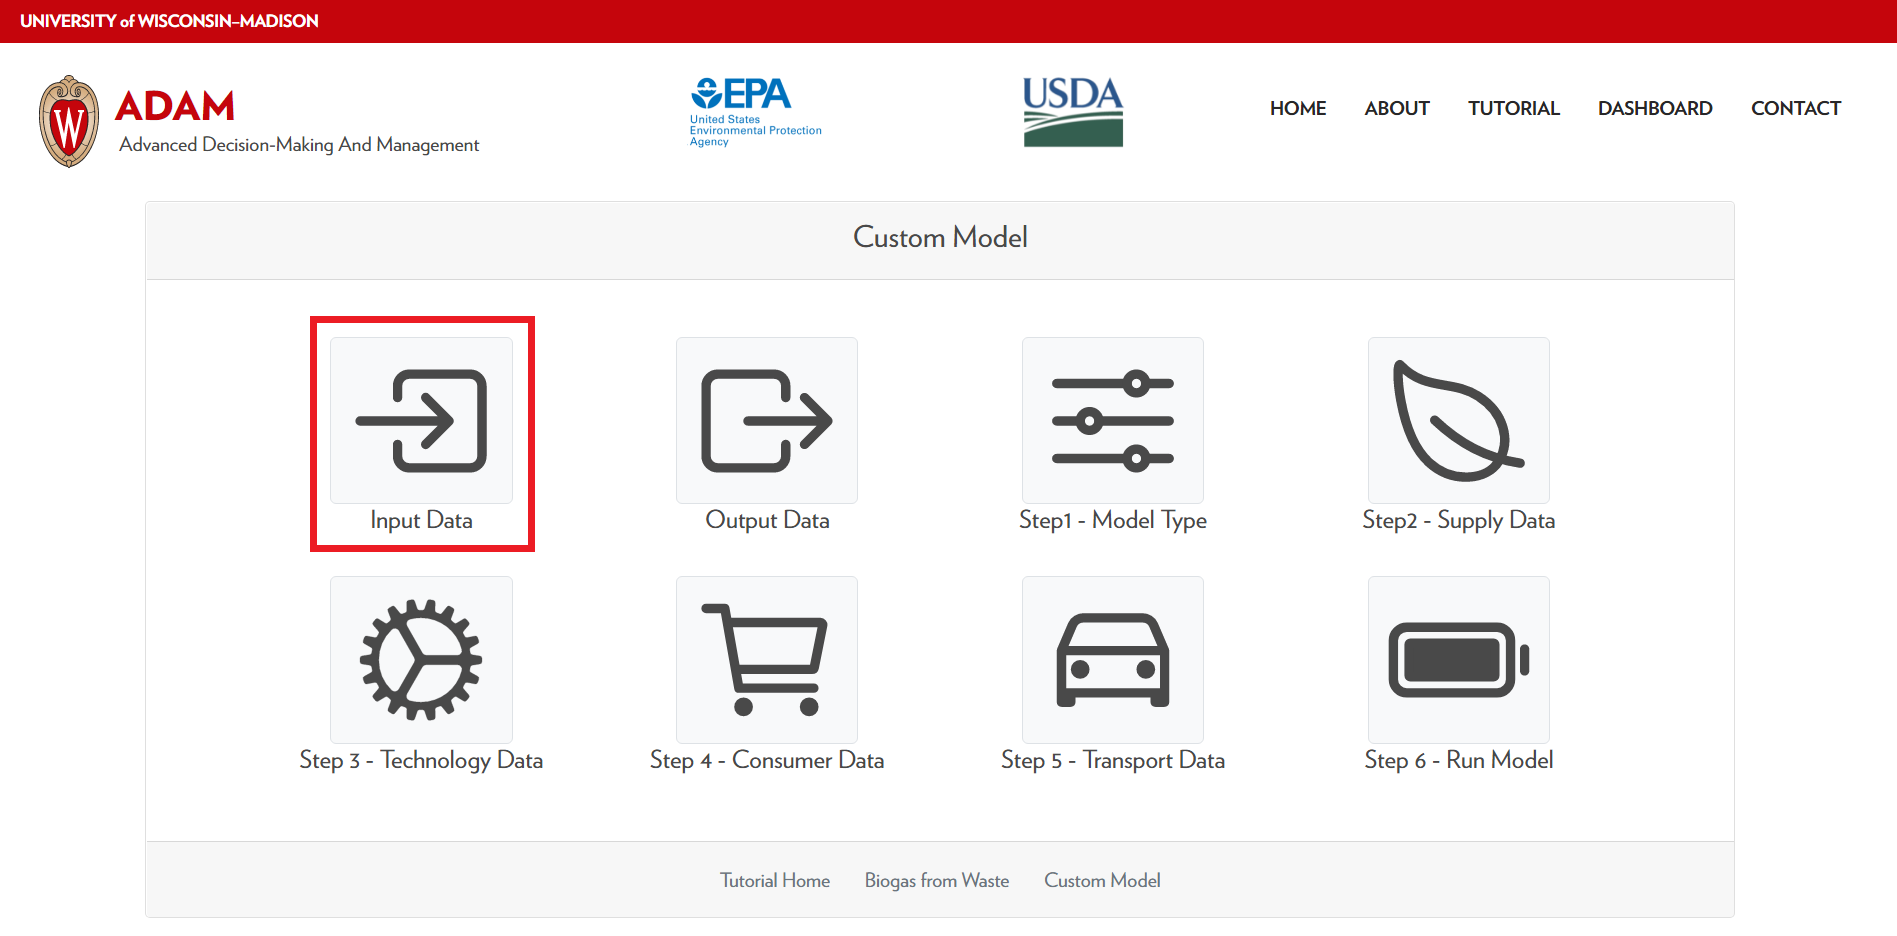 UNIVERSITY of WISCONSIN–MADISON
W
ADAM
Advanced Decision-Making And Management
EPA
United States
Environmental Protection
Agency
USDA
HOME ABOUT TUTORIAL DASHBOARD CONTACT
Custom Model
Input Data
Output Data
Step1 - Model Type
Step2 - Supply Data
Step 3 - Technology Data
Step 4 - Consumer Data
Step 5 - Transport Data
Step 6 - Run Model
Tutorial Home Biogas from Waste Custom Model